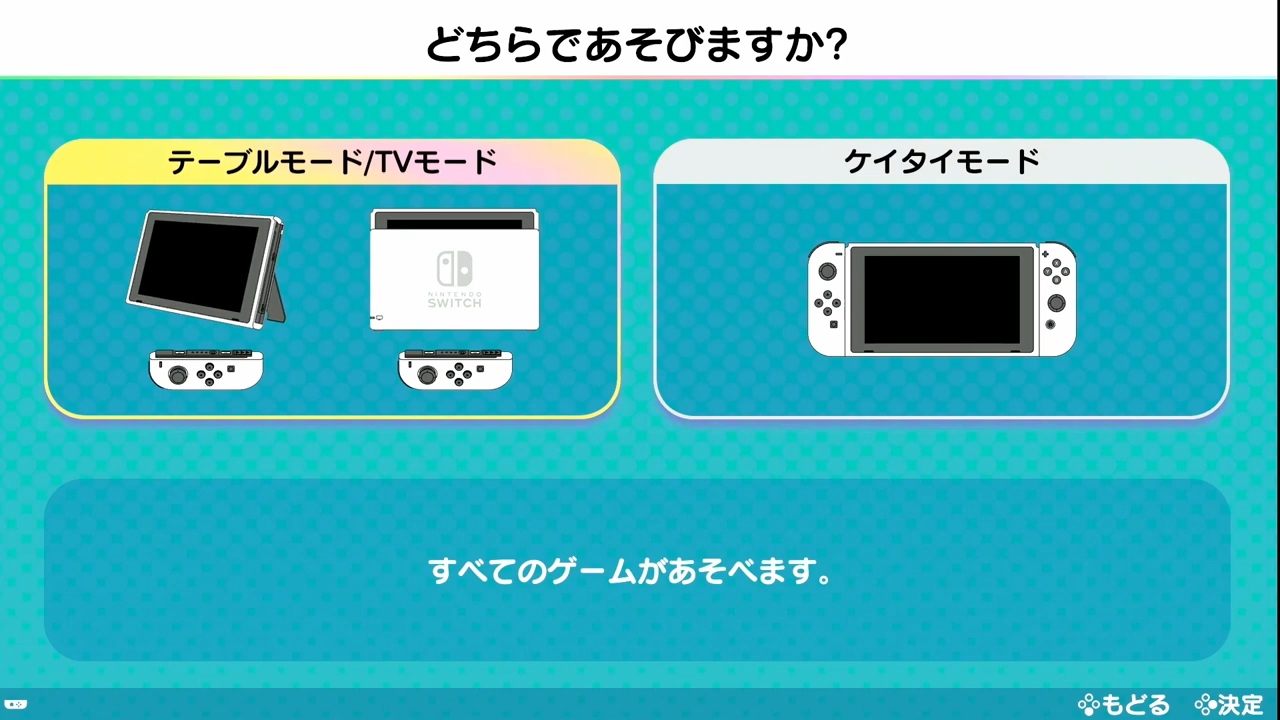 どちらであそびますか?
テーブルモード/TVモード
ケイタイモード
NINTENDO
SWITCH
すべてのゲームがあそべます。
もどる 決定